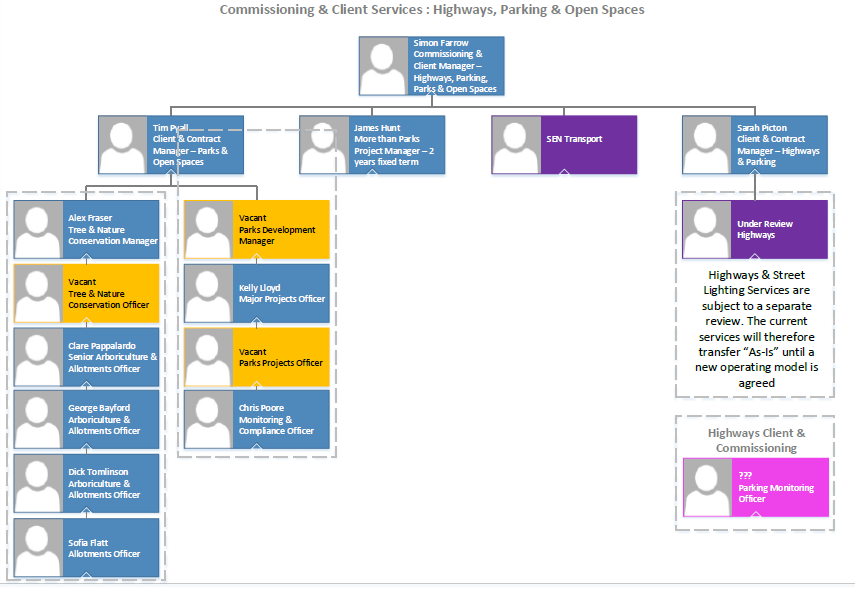 Commissioning & Client Services : Highways, Parking & Open Spaces
Simon Farrow
Commissioning &
Client Manager –
Highways, Parking,
Parks & Open Spaces
Tim Pyall
Client & Contract
Manager – Parks &
Open Spaces
James Hunt
More than Parks
Project Manager – 2
years fixed term
SEN Transport
Sarah Picton
Client & Contract
Manager – Highways
& Parking
Alex Fraser
Tree & Nature
Conservation Manager
Vacant
Tree & Nature
Conservation Officer
Clare Pappalardo
Senior Arboriculture &
Allotments Officer
George Bayford
Arboriculture &
Allotments Officer
Dick Tomlinson
Arboriculture &
Allotments Officer
Sofia Flatt
Allotments Officer
Vacant
Parks Development
Manager
Kelly Lloyd
Major Projects Officer
Vacant
Parks Projects Officer
Chris Poore
Monitoring &
Compliance Officer
Under Review
Highways
Highways & Street
Lighting Services are
subject to a separate
review. The current
services will therefore
transfer “As-Is” until a
new operating model is
agreed
Highways Client &
Commissioning
???
Parking Monitoring
Officer